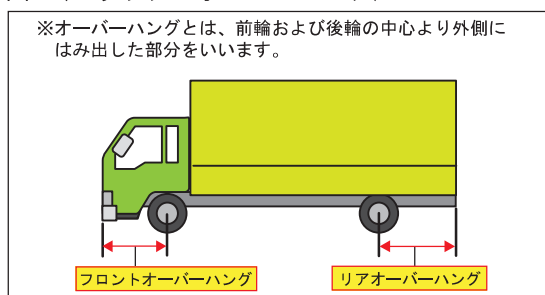 ※オーバーハングとは、前輪および後輪の中心より外側に
はみ出した部分をいいます。
フロントオーバーハング
リアオーバーハング